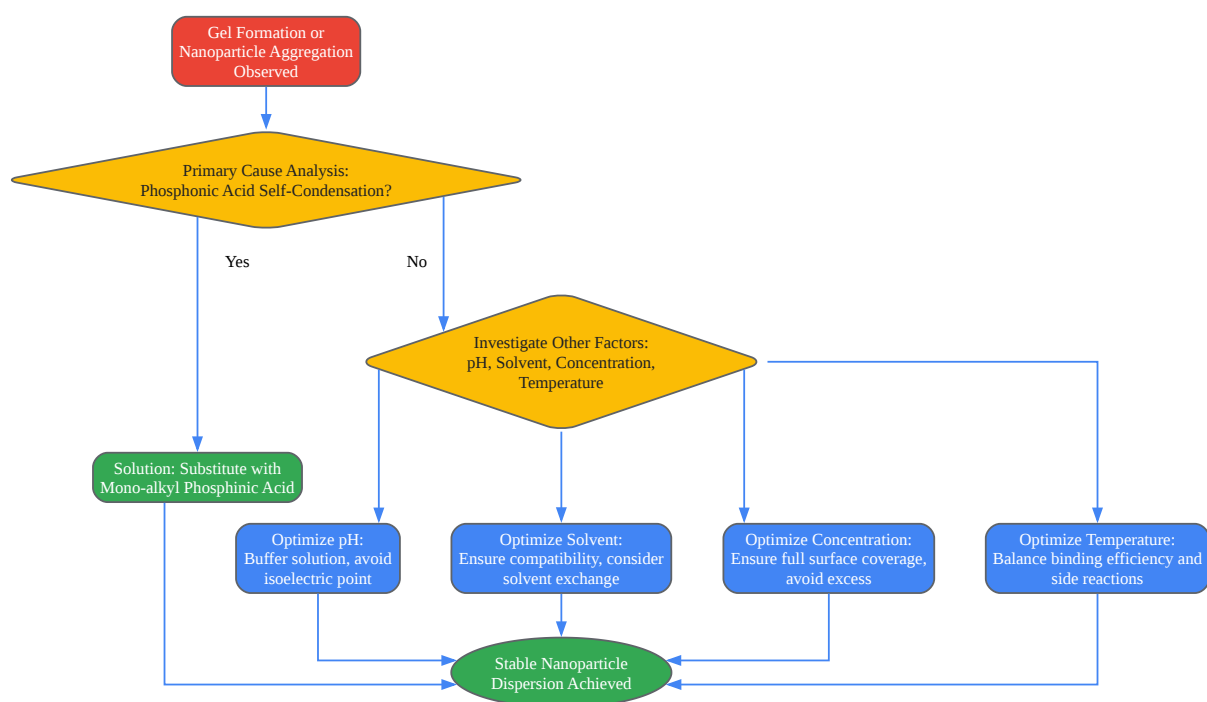 Gel Formation or
Nanoparticle Aggregation
Observed
Primary Cause Analysis:
Phosphonic Acid Self-Condensation?
Yes
No
Investigate Other Factors:
pH, Solvent, Concentration,
Temperature
Solution: Substitute with
Mono-alkyl Phosphinic Acid
Optimize pH:
Buffer solution, avoid
isoelectric point
Optimize Solvent:
Ensure compatibility, consider
solvent exchange
Optimize Concentration:
Ensure full surface coverage,
avoid excess
Optimize Temperature:
Balance binding efficiency and
side reactions
Stable Nanoparticle
Dispersion Achieved